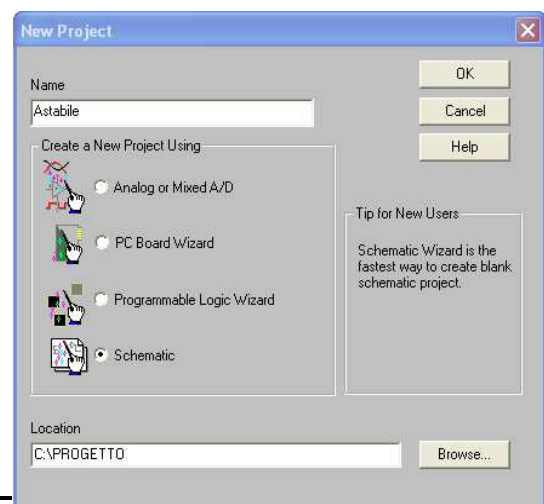 New Project
Name
Astabile
OK
Cancel
Help
Create a New Project Using
Analog or Mixed A/D
PC Board Wizard
Programmable Logic Wizard
Schematic
Tip for New Users
Schematic Wizard is the
fastest way to create blank
schematic project.
Location
C:\PROGETTO
Browse...